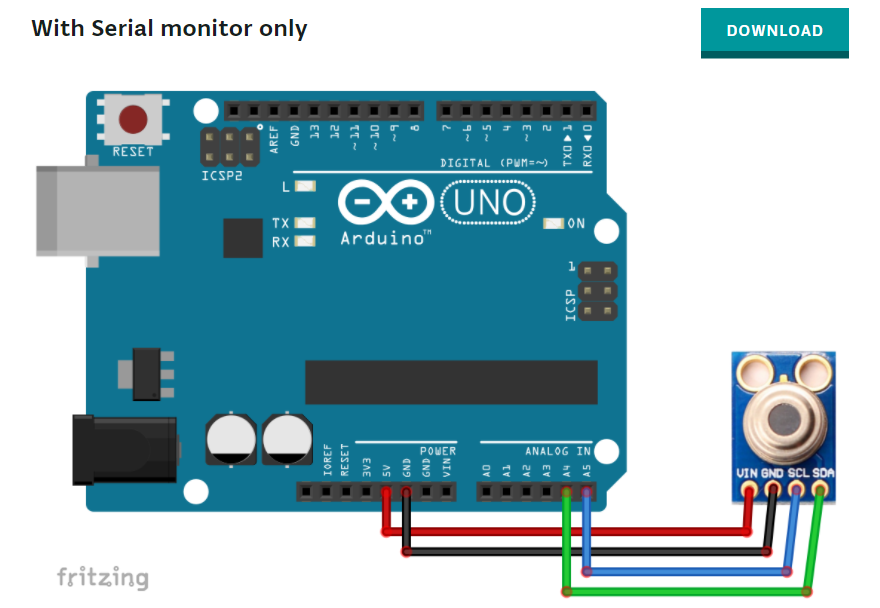 With Serial monitor only
DOWNLOAD
RESET
ICSP2
AREF
GND
13
12
~11
~10
~9
8
7
~6
~5
4
~3
2
TX0 ▶ 1
RX0 ◀ 0
DIGITAL (PWM=~)
L
TX
RX
Arduino™
UNO
ON
1
ICSP
IOREF
RESET
3V3
5V
GND
GND
VIN
POWER
A0
A1
A2
A3
A4
A5
ANALOG IN
VIN GND SCL SDA
fritzing